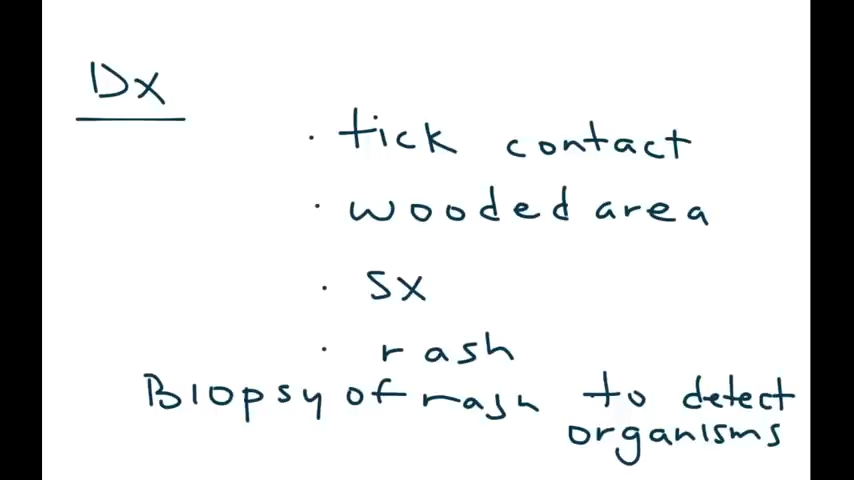 Dx
· tick contact
· wooded area
· Sx
· rash
Biopsy of rash to detect
organisms